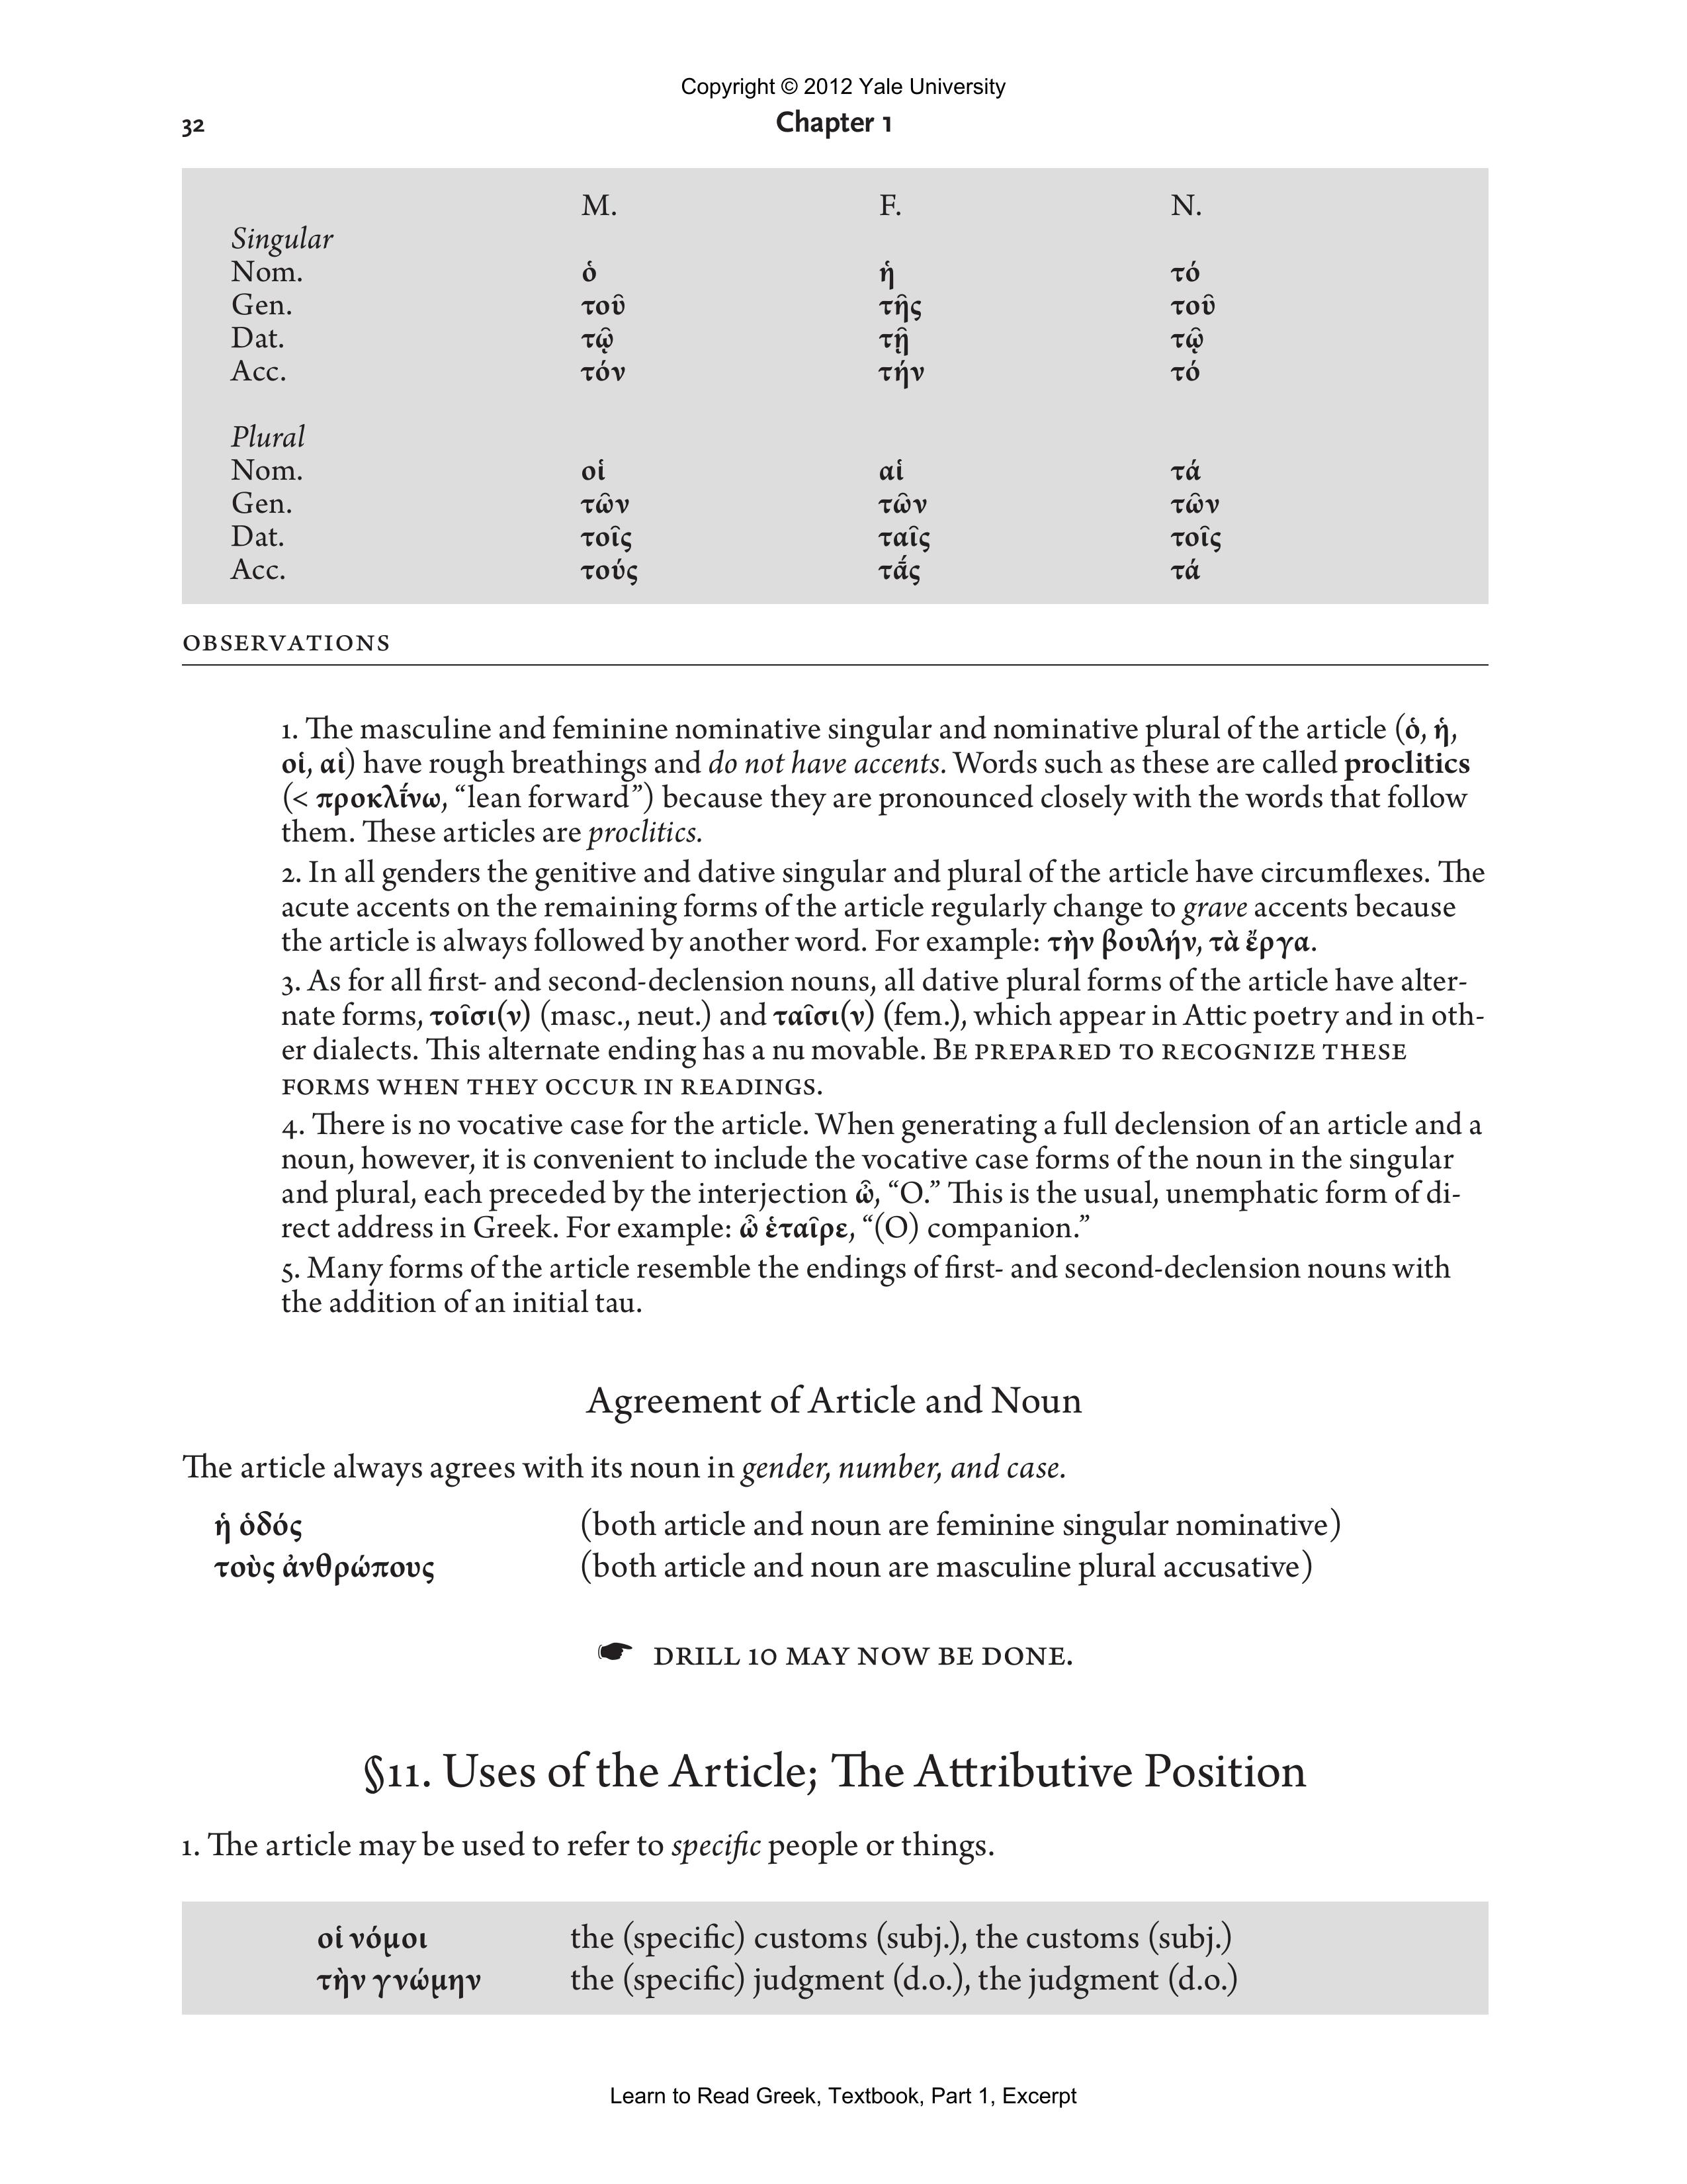 Copyright © 2012 Yale University
32 Chapter 1
M. F. N.
Singular
Nom. ὁ ἡ τό
Gen. τοῦ τῆς τοῦ
Dat. τῷ τῇ τῷ
Acc. τόν τήν τό
Plural
Nom. οἱ αἱ τά
Gen. τῶν τῶν τῶν
Dat. τοῖς ταῖς τοῖς
Acc. τούς τᾱ́ς τά
OBSERVATIONS
1. The masculine and feminine nominative singular and nominative plural of the article (ὁ, ἡ,
οἱ, αἱ) have rough breathings and do not have accents. Words such as these are called proclitics
(< προκλῑ́νω, “lean forward”) because they are pronounced closely with the words that follow
them. These articles are proclitics.
2. In all genders the genitive and dative singular and plural of the article have circumflexes. The
acute accents on the remaining forms of the article regularly change to grave accents because
the article is always followed by another word. For example: τὴν βουλήν, τὰ ἔργα.
3. As for all first- and second-declension nouns, all dative plural forms of the article have alter-
nate forms, τοῖσι(ν) (masc., neut.) and ταῖσι(ν) (fem.), which appear in Attic poetry and in oth-
er dialects. This alternate ending has a nu movable. BE PREPARED TO RECOGNIZE THESE
FORMS WHEN THEY OCCUR IN READINGS.
4. There is no vocative case for the article. When generating a full declension of an article and a
noun, however, it is convenient to include the vocative case forms of the noun in the singular
and plural, each preceded by the interjection ὦ, “O.” This is the usual, unemphatic form of di-
rect address in Greek. For example: ὦ ἑταῖρε, “(O) companion.”
5. Many forms of the article resemble the endings of first- and second-declension nouns with
the addition of an initial tau.
Agreement of Article and Noun
The article always agrees with its noun in gender, number, and case.
ἡ ὁδός (both article and noun are feminine singular nominative)
τοὺς ἀνθρώπους (both article and noun are masculine plural accusative)
☛ DRILL 10 MAY NOW BE DONE.
§11. Uses of the Article; The Attributive Position
1. The article may be used to refer to specific people or things.
οἱ νόμοι the (specific) customs (subj.), the customs (subj.)
τὴν γνώμην the (specific) judgment (d.o.), the judgment (d.o.)
Learn to Read Greek, Textbook, Part 1, Excerpt